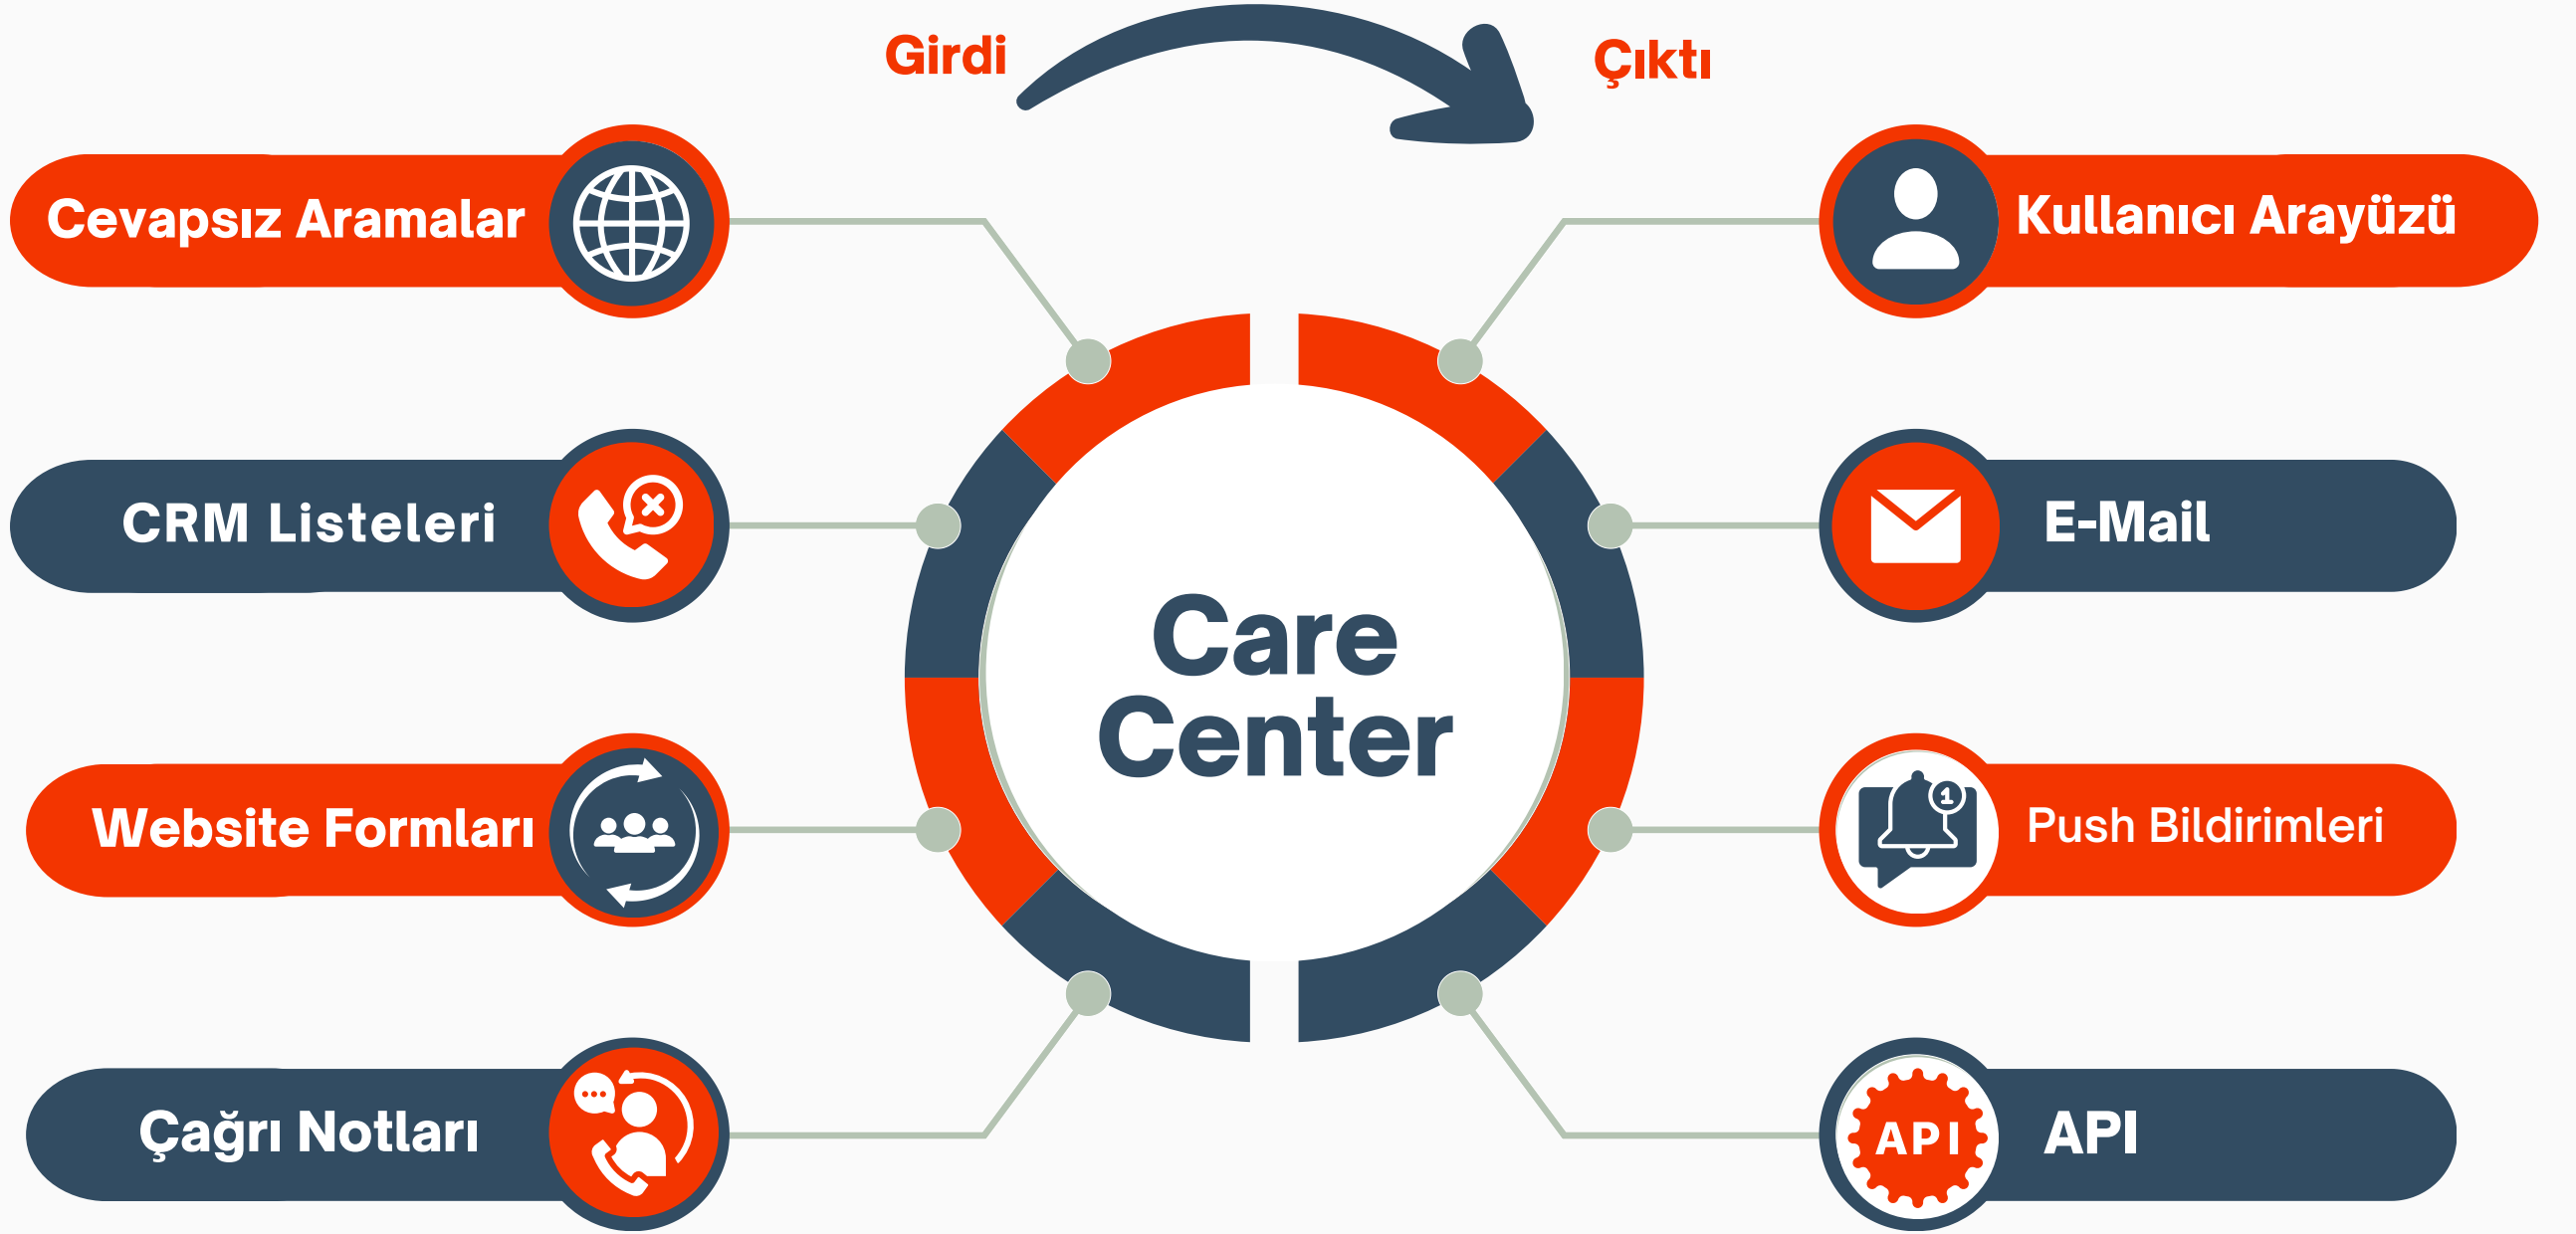 Girdi
Çıktı
Cevapsız Aramalar
Kullanıcı Arayüzü
CRM Listeleri
E-Mail
Care
Center
Website Formları
1
Push Bildirimleri
Çağrı Notları
API
API